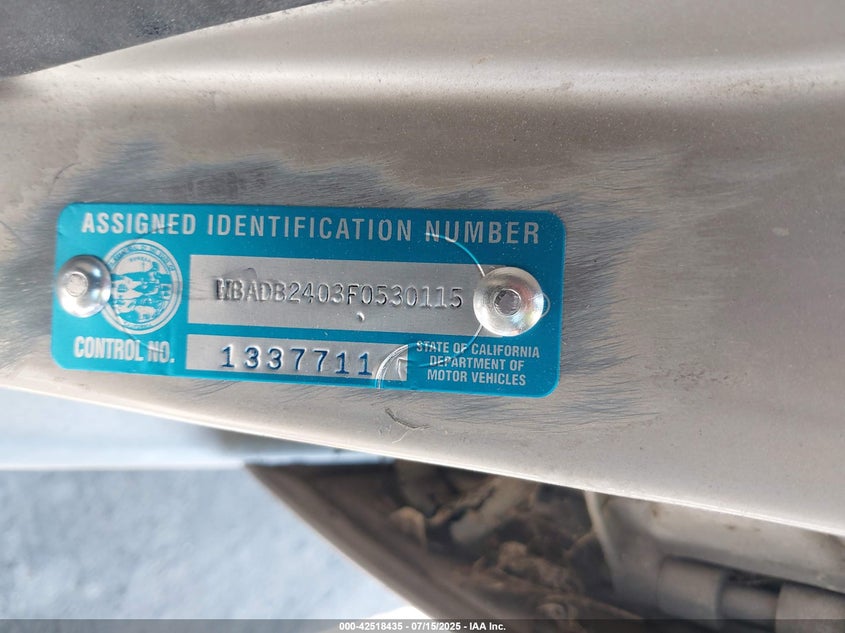 ASSIGNED IDENTIFICATION NUMBER
WBADB2403F0530115
CONTROL NO.
1337711
STATE OF CALIFORNIA
DEPARTMENT OF
MOTOR VEHICLES
000-42518435 - 07/15/2025 - IAA Inc.